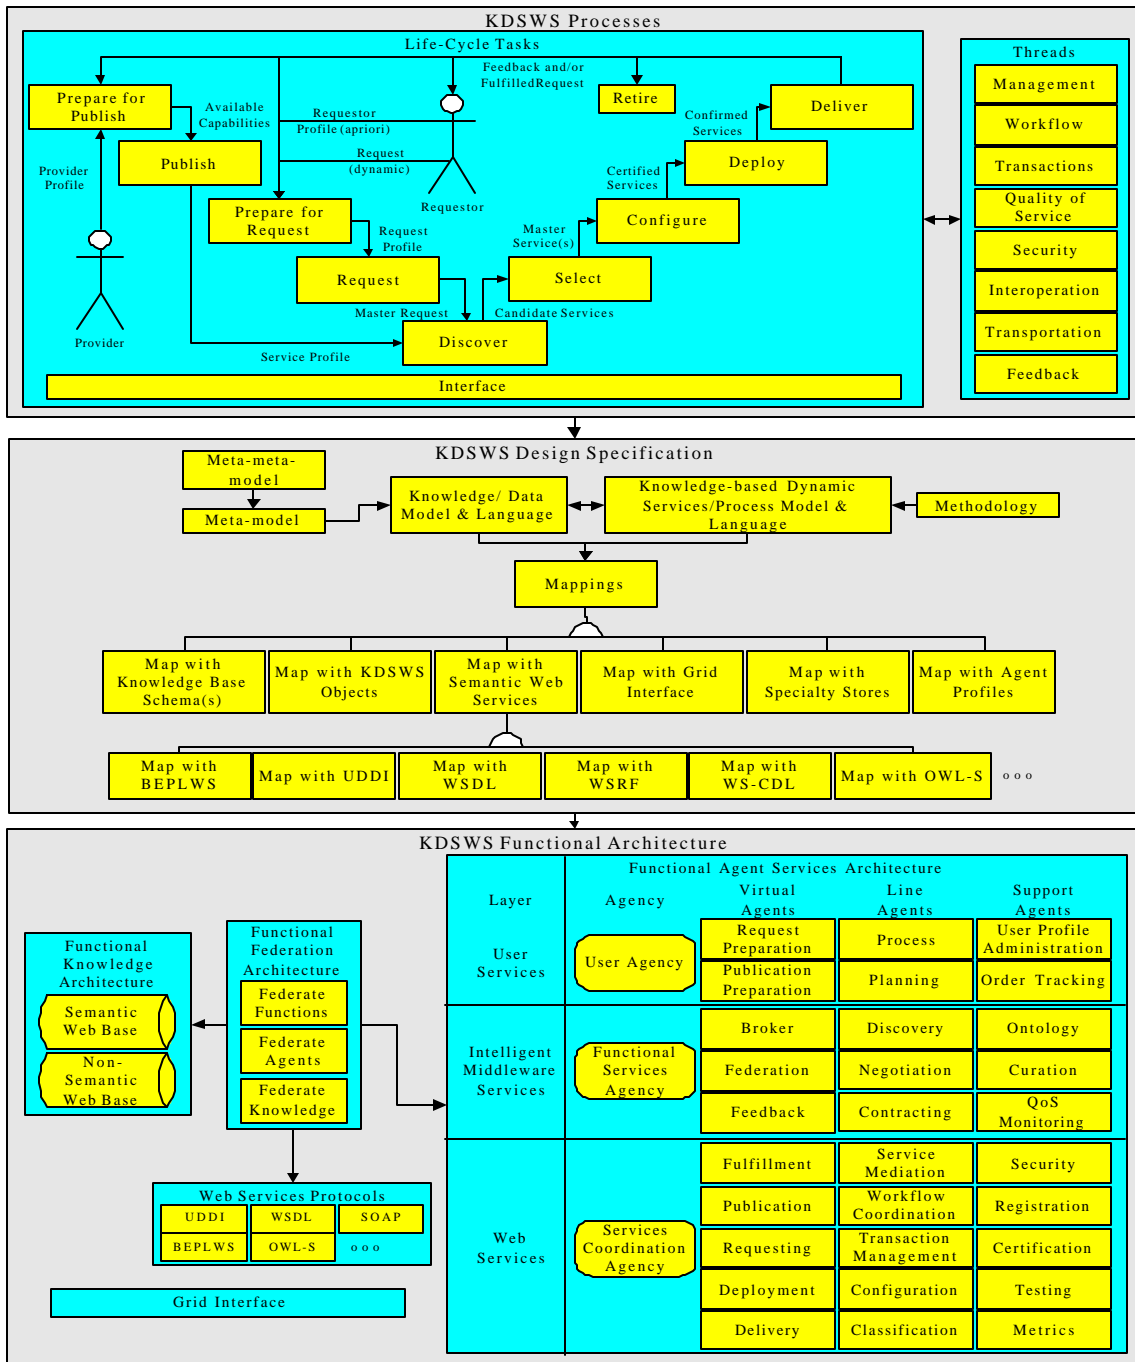 KDSWS Processes
Life-Cycle Tasks
Feedback and/or
FulfilledRequest
Prepare for
Publish
Available
Capabilities
Publish
Provider
Profile
Provider
Requestor
Profile (apriori)
Request
(dynamic)
Requestor
Prepare for
Request
Request
Profile
Request
Master Request
Service Profile
Discover
Candidate Services
Select
Master
Service(s)
Configure
Certified
Services
Deploy
Confirmed
Services
Deliver
Retire
Interface
Threads
Management
Workflow
Transactions
Quality of
Service
Security
Interoperation
Transportation
Feedback
KDSWS Design Specification
Meta-meta-
model
Meta-model
Knowledge/ Data
Model & Language
Knowledge-based Dynamic
Services/Process Model &
Language
Methodology
Mappings
Map with
Knowledge Base
Schema(s)
Map with KDSWS
Objects
Map with
Semantic Web
Services
Map with Grid
Interface
Map with
Specialty Stores
Map with Agent
Profiles
Map with
BEPLWS
Map with UDDI
Map with
WSDL
Map with
WSRF
Map with
WS-CDL
Map with OWL-S
o o o
KDSWS Functional Architecture
Functional
Knowledge
Architecture
Semantic
Web Base
Non-
Semantic
Web Base
Functional
Federation
Architecture
Federate
Functions
Federate
Agents
Federate
Knowledge
Web Services Protocols
UDDI
WSDL
SOAP
BEPLWS
OWL-S
o o o
Grid Interface
Functional Agent Services Architecture
Layer
Agency
Virtual
Agents
Line
Agents
Support
Agents
User
Services
User Agency
Request
Preparation
Process
User Profile
Administration
Publication
Preparation
Planning
Order Tracking
Intelligent
Middleware
Services
Functional
Services
Agency
Broker
Discovery
Ontology
Federation
Negotiation
Curation
Feedback
Contracting
QoS
Monitoring
Web
Services
Services
Coordination
Agency
Fulfillment
Service
Mediation
Security
Publication
Workflow
Coordination
Registration
Requesting
Transaction
Management
Certification
Deployment
Configuration
Testing
Delivery
Classification
Metrics